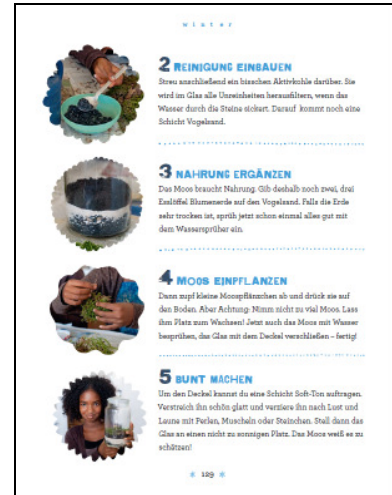 winter
2 REINIGUNG EINBAUEN
Streu anschließend ein bisschen Aktivkohle darüber. Sie
wird im Glas alle Unreinheiten herausfiltern, wenn das
Wasser durch die Steine sickert. Darauf kommt noch eine
Schicht Vogelsand.
3 NAHRUNG ERGÄNZEN
Das Moos braucht Nahrung. Gib deshalb noch zwei, drei
Esslöffel Blumenerde auf den Vogelsand. Falls die Erde
sehr trocken ist, sprüh jetzt schon einmal alles gut mit
dem Wassersprüher ein.
4 MOOS EINPFLANZEN
Dann zupf kleine Moospflänzchen ab und drück sie auf
den Boden. Aber Achtung: Nimm nicht zu viel Moos. Lass
ihm Platz zum Wachsen! Jetzt auch das Moos mit Wasser
besprühen, das Glas mit dem Deckel verschließen – fertig!
5 BUNT MACHEN
Um den Deckel kannst du eine Schicht Soft-Ton auftragen.
Verstreich ihn schön glatt und verziere ihn nach Lust und
Laune mit Perlen, Muscheln oder Steinchen. Stell dann das
Glas an einen nicht zu sonnigen Platz. Das Moos weiß es zu
schätzen!
129